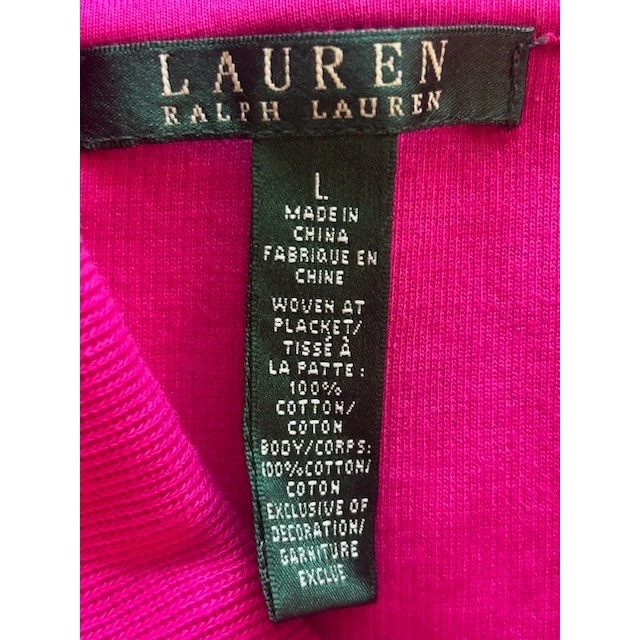 LAUREN
RALPH LAUREN
L
MADE IN
CHINA
FABRIQUE EN
CHINE
WOVEN AT
PLACKET/
TISSÉ À
LA PATTE:
100%
COTTON/
COTON
BODY/CORPS:
100%COTTON/
COTON
EXCLUSIVE OF
DECORATION/
GARNITURE
EXCLUE